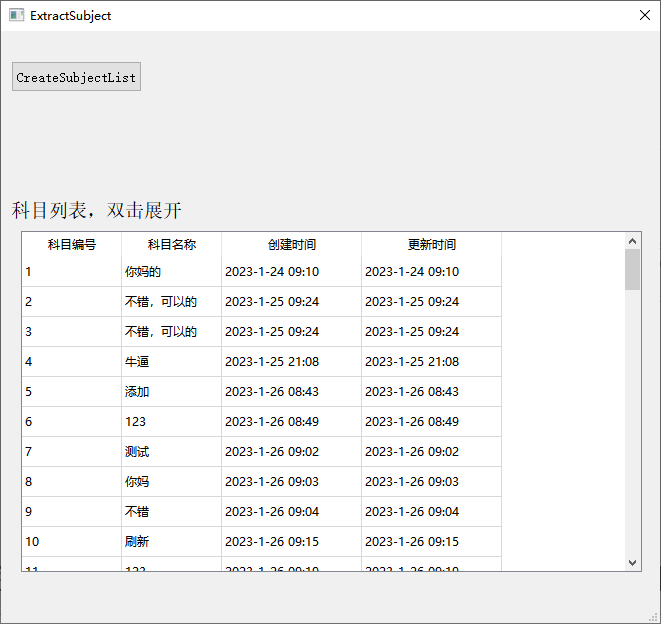 ExtractSubject
CreateSubjectList
科目列表，双击展开
科目编号 科目名称 创建时间 更新时间
1 你妈的 2023-1-24 09:10 2023-1-24 09:10
2 不错，可以的 2023-1-25 09:24 2023-1-25 09:24
3 不错，可以的 2023-1-25 09:24 2023-1-25 09:24
4 牛逼 2023-1-25 21:08 2023-1-25 21:08
5 添加 2023-1-26 08:43 2023-1-26 08:43
6 123 2023-1-26 08:49 2023-1-26 08:49
7 测试 2023-1-26 09:02 2023-1-26 09:02
8 你妈 2023-1-26 09:03 2023-1-26 09:03
9 不错 2023-1-26 09:04 2023-1-26 09:04
10 刷新 2023-1-26 09:15 2023-1-26 09:15